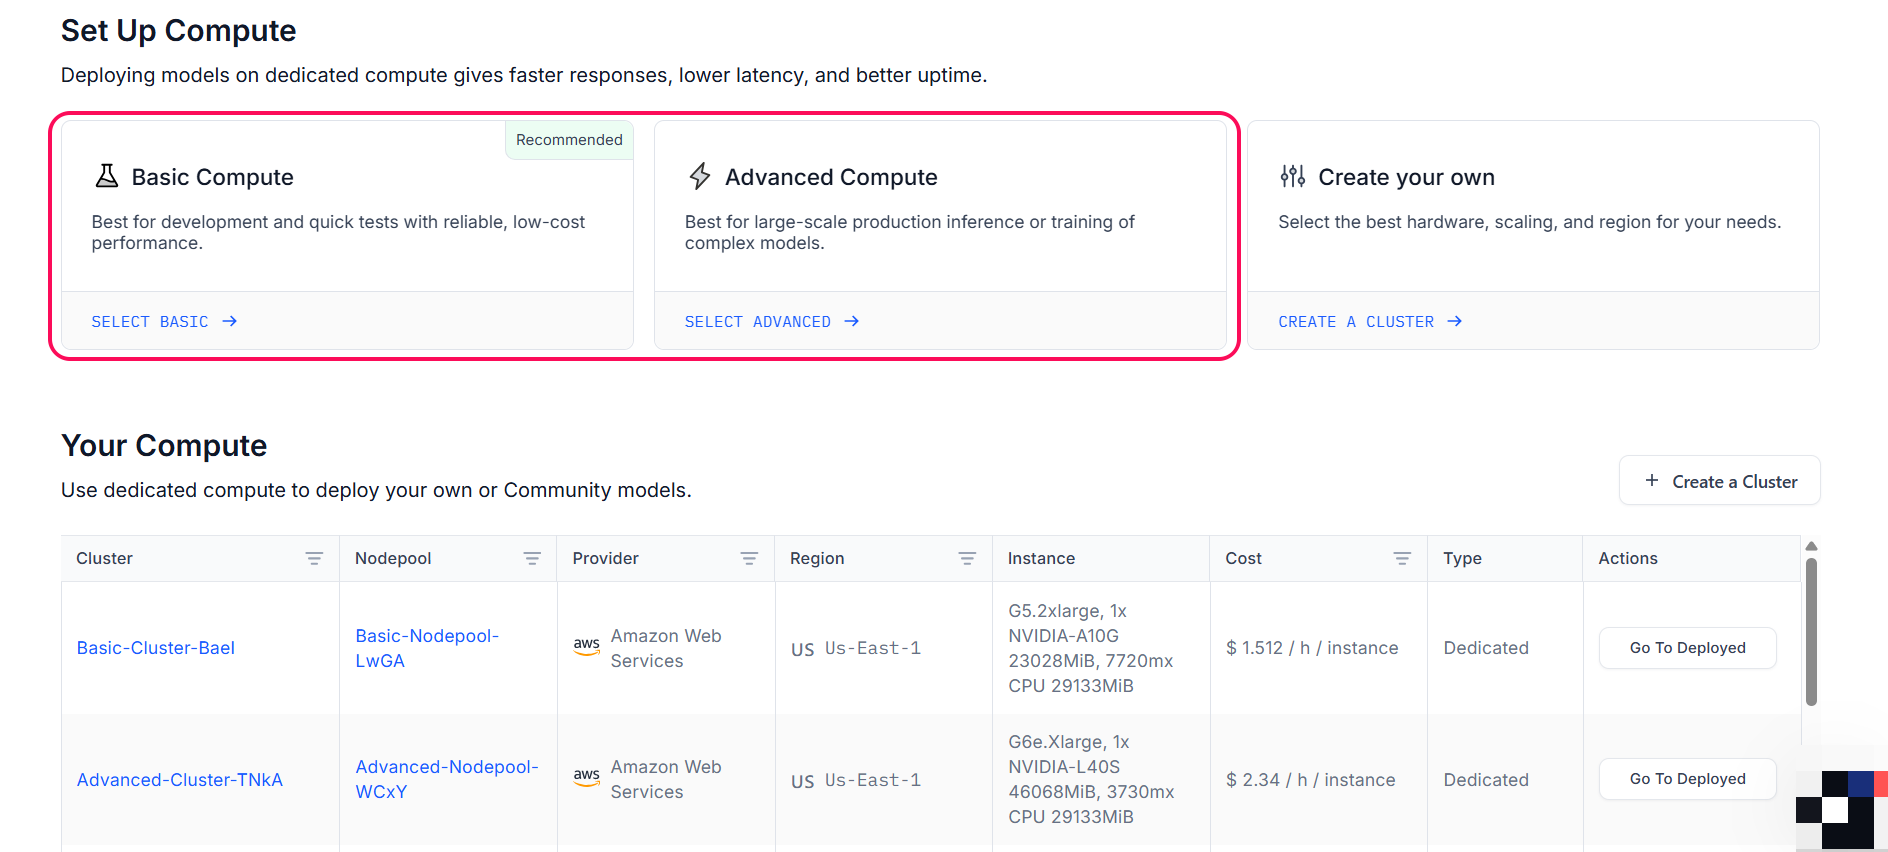 Set Up Compute
Deploying models on dedicated compute gives faster responses, lower latency, and better uptime.
Recommended
Basic Compute
Best for development and quick tests with reliable, low-cost
performance.
SELECT BASIC →
Advanced Compute
Best for large-scale production inference or training of
complex models.
SELECT ADVANCED →
Create your own
Select the best hardware, scaling, and region for your needs.
CREATE A CLUSTER →
Your Compute
Use dedicated compute to deploy your own or Community models.
+ Create a Cluster
Cluster Nodepool Provider Region Instance Cost Type Actions
Basic-Cluster-Bael
Basic-Nodepool-
LwGA
aws
Amazon Web
Services
US Us-East-1
G5.2xlarge, 1x
NVIDIA-A10G
23028MiB, 7720mx
CPU 29133MiB
$ 1.512 / h / instance
Dedicated
Go To Deployed
Advanced-Cluster-TNkA
Advanced-Nodepool-
WCxY
aws
Amazon Web
Services
US Us-East-1
G6e.Xlarge, 1x
NVIDIA-L40S
46068MiB, 3730mx
CPU 29133MiB
$ 2.34 / h / instance
Dedicated
Go To Deployed